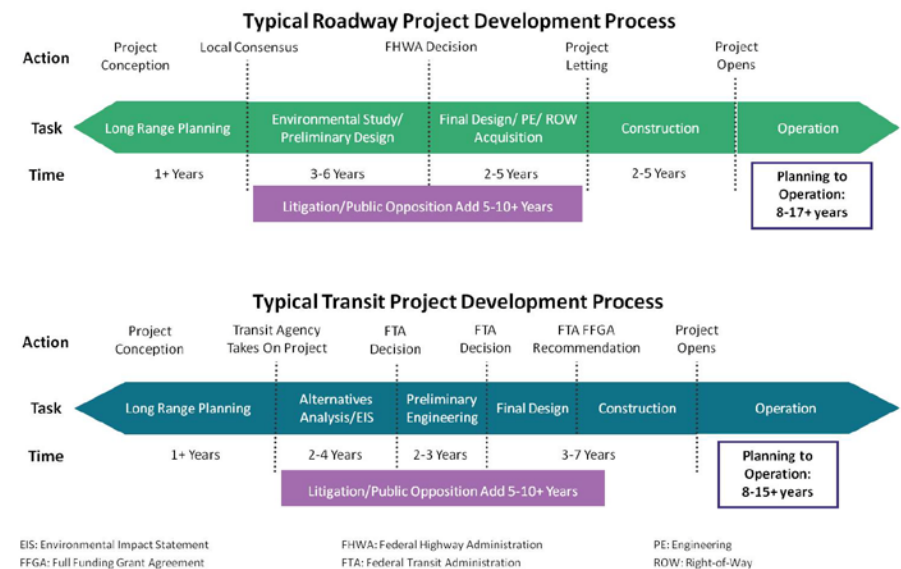 Typical Roadway Project Development Process
Action
Project Conception
Local Consensus
FHWA Decision
Project Letting
Project Opens
Task
Long Range Planning
Environmental Study/
Preliminary Design
Final Design/ PE/ ROW
Acquisition
Construction
Operation
Time
1+ Years
3-6 Years
2-5 Years
2-5 Years
Litigation/Public Opposition Add 5-10+ Years
Planning to
Operation:
8-17+ years
Typical Transit Project Development Process
Action
Project
Conception
Transit Agency
Takes On Project
FTA
Decision
FTA
Decision
FTA FFGA
Recommendation
Project
Opens
Task
Long Range Planning
Alternatives
Analysis/EIS
Preliminary
Engineering
Final Design
Construction
Operation
Time
1+ Years
2-4 Years
2-3 Years
3-7 Years
Litigation/Public Opposition Add 5-10+ Years
Planning to
Operation:
8-15+ years
EIS: Environmental Impact Statement
FHWA: Federal Highway Administration
PE: Engineering
FFGA: Full Funding Grant Agreement
FTA: Federal Transit Administration
ROW: Right-of-Way